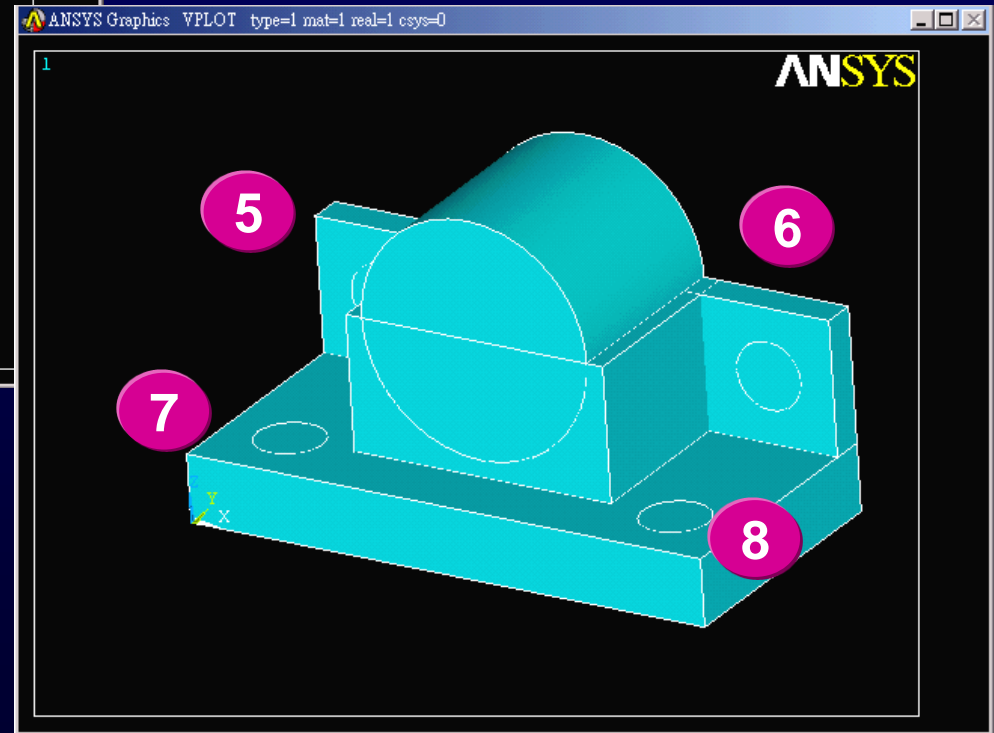 ANSYS Graphics VPLOT type=1 mat=1 real=1 csys=0
1
ANSYS
5
6
7
8
Z
Y
X